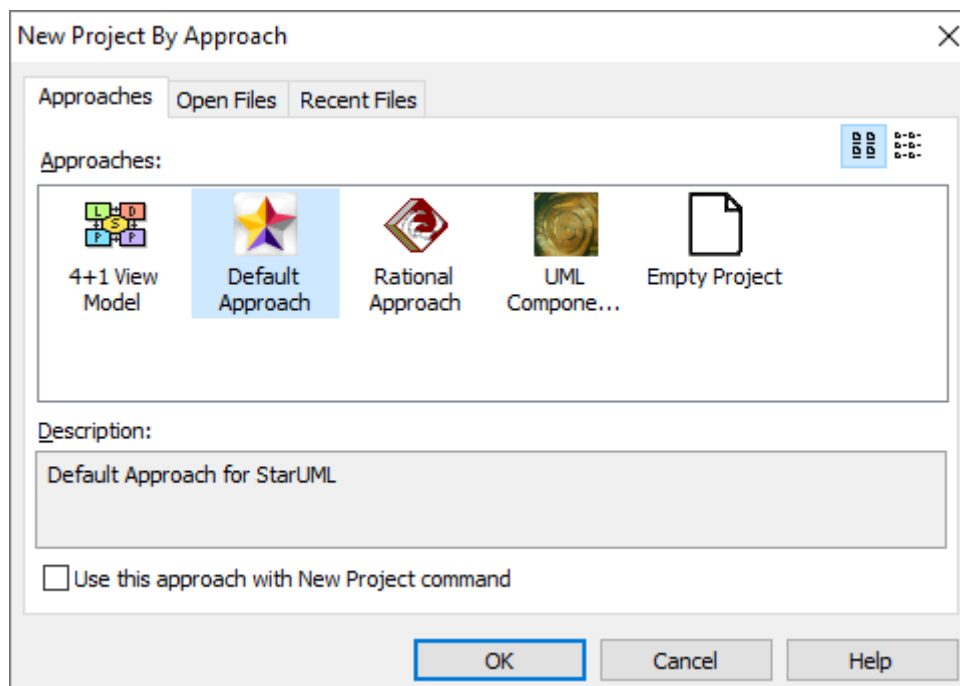 New Project By Approach
Approaches
Open Files
Recent Files
Approaches:
L D
S
P P
4+1 View
Model
Default
Approach
Rational
Approach
UML
Compone...
Empty Project
Description:
Default Approach for StarUML
Use this approach with New Project command
OK
Cancel
Help